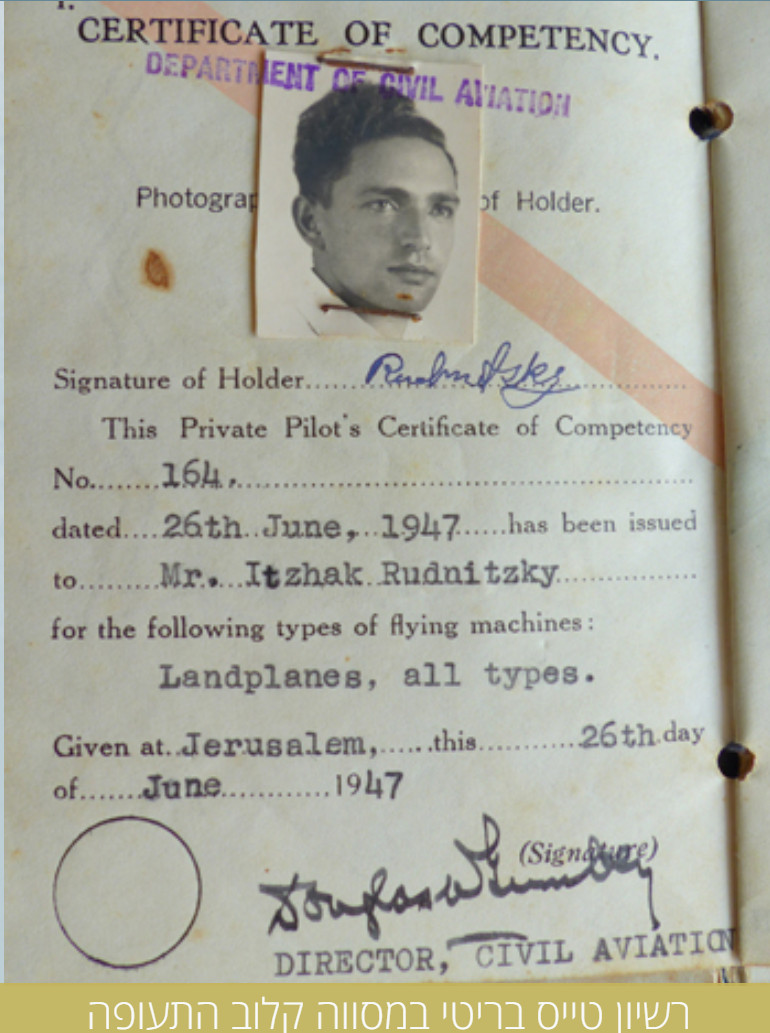 1.
CERTIFICATE OF COMPETENCY.
DEPARTMENT OF CIVIL AVIATION
Photograp of Holder.
Signature of Holder.......Rudnitsky...............
This Private Pilot's Certificate of Competency
No........164.......................................................
dated....26th..June,..1947......has been issued
to.........Mr...Itzhak.Rudnitzky...................
for the following types of flying machines:
Landplanes, all types.
Given at..Jerusalem,......this...........26th.day
of.......June............1947
(Signature)
Douglas
DIRECTOR, CIVIL AVIATION
רשיון טייס בריטי במסווה קלוב התעופה